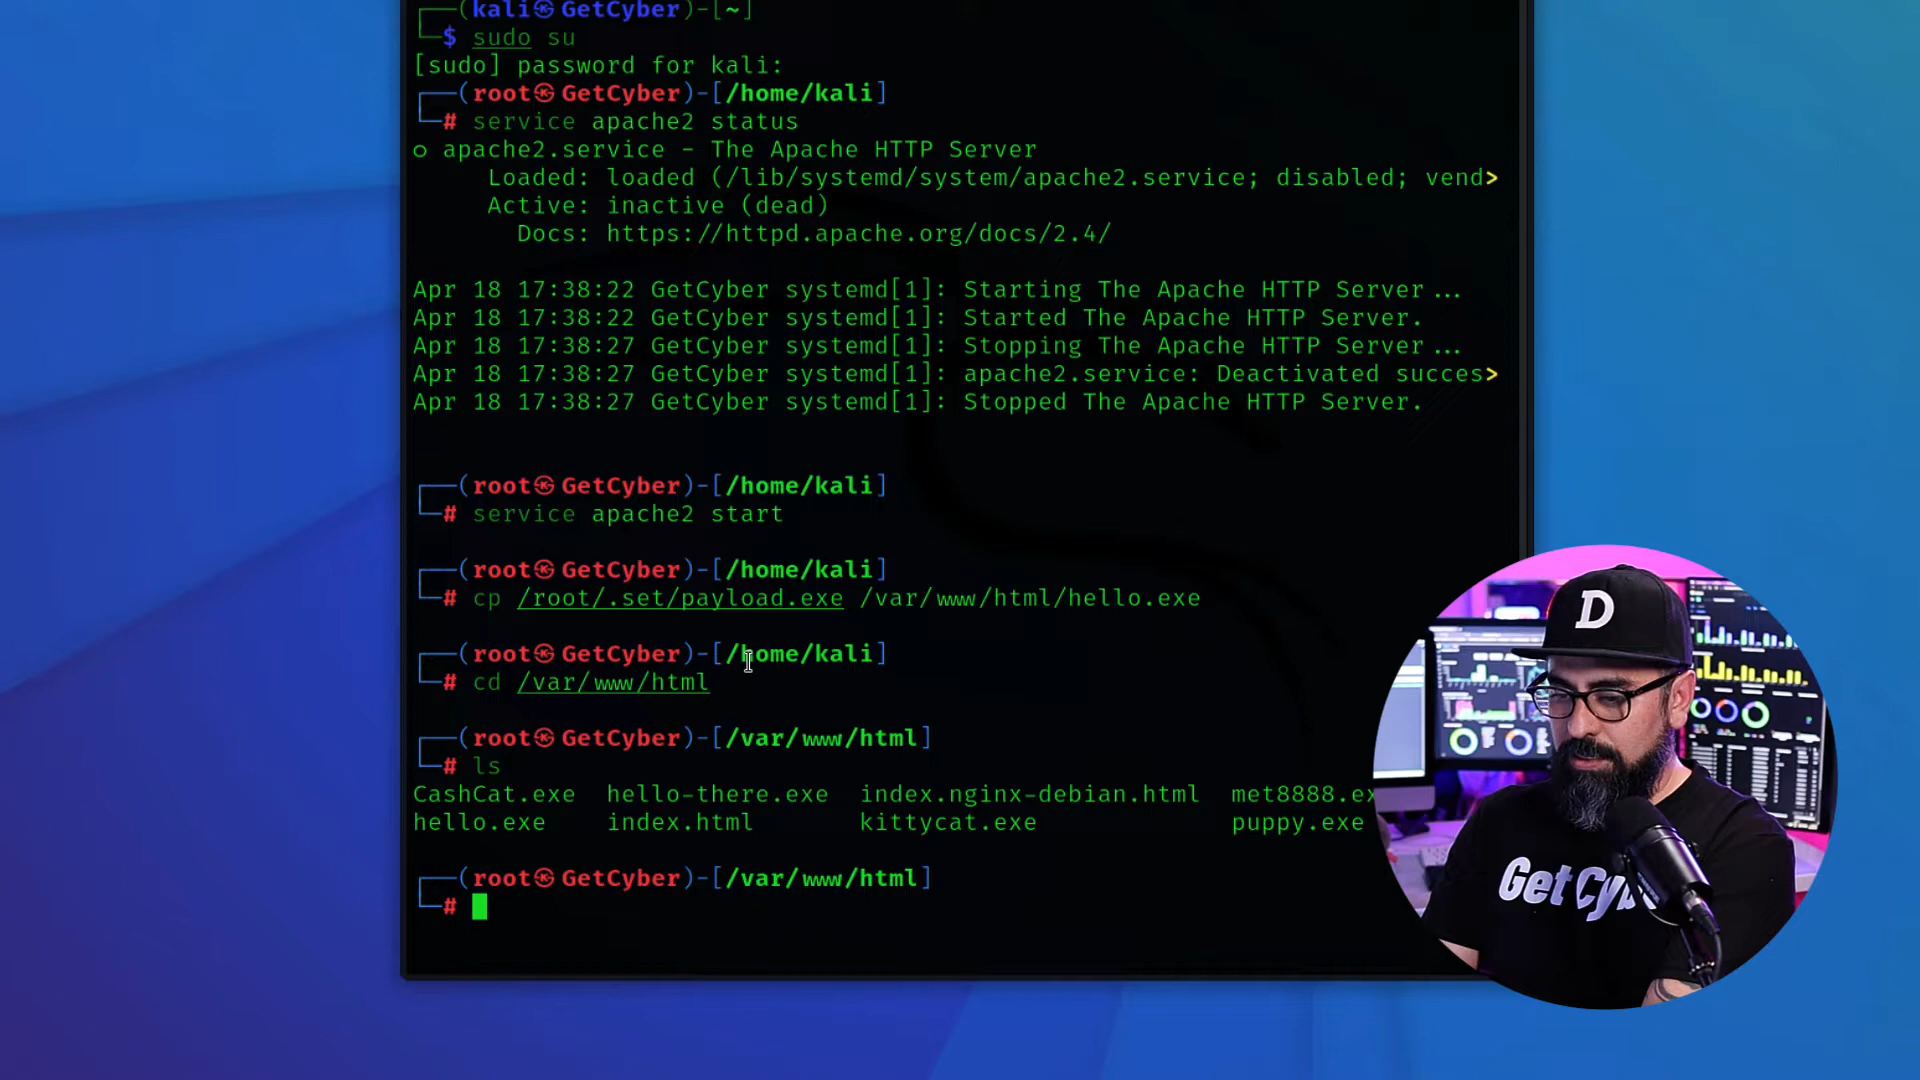 (kali㉿GetCyber)-[~]
$ sudo su
[sudo] password for kali:
(root㉿GetCyber)-[/home/kali]
# service apache2 status
○ apache2.service - The Apache HTTP Server
Loaded: loaded (/lib/systemd/system/apache2.service; disabled; vend>
Active: inactive (dead)
Docs: https://httpd.apache.org/docs/2.4/
Apr 18 17:38:22 GetCyber systemd[1]: Starting The Apache HTTP Server...
Apr 18 17:38:22 GetCyber systemd[1]: Started The Apache HTTP Server.
Apr 18 17:38:27 GetCyber systemd[1]: Stopping The Apache HTTP Server...
Apr 18 17:38:27 GetCyber systemd[1]: apache2.service: Deactivated succes>
Apr 18 17:38:27 GetCyber systemd[1]: Stopped The Apache HTTP Server.
(root㉿GetCyber)-[/home/kali]
# service apache2 start
(root㉿GetCyber)-[/home/kali]
# cp /root/.set/payload.exe /var/www/html/hello.exe
(root㉿GetCyber)-[/home/kali]
# cd /var/www/html
(root㉿GetCyber)-[/var/www/html]
# ls
CashCat.exe hello-there.exe index.nginx-debian.html met8888.ex
hello.exe index.html kittycat.exe puppy.exe
(root㉿GetCyber)-[/var/www/html]
#
D
Get Cyb